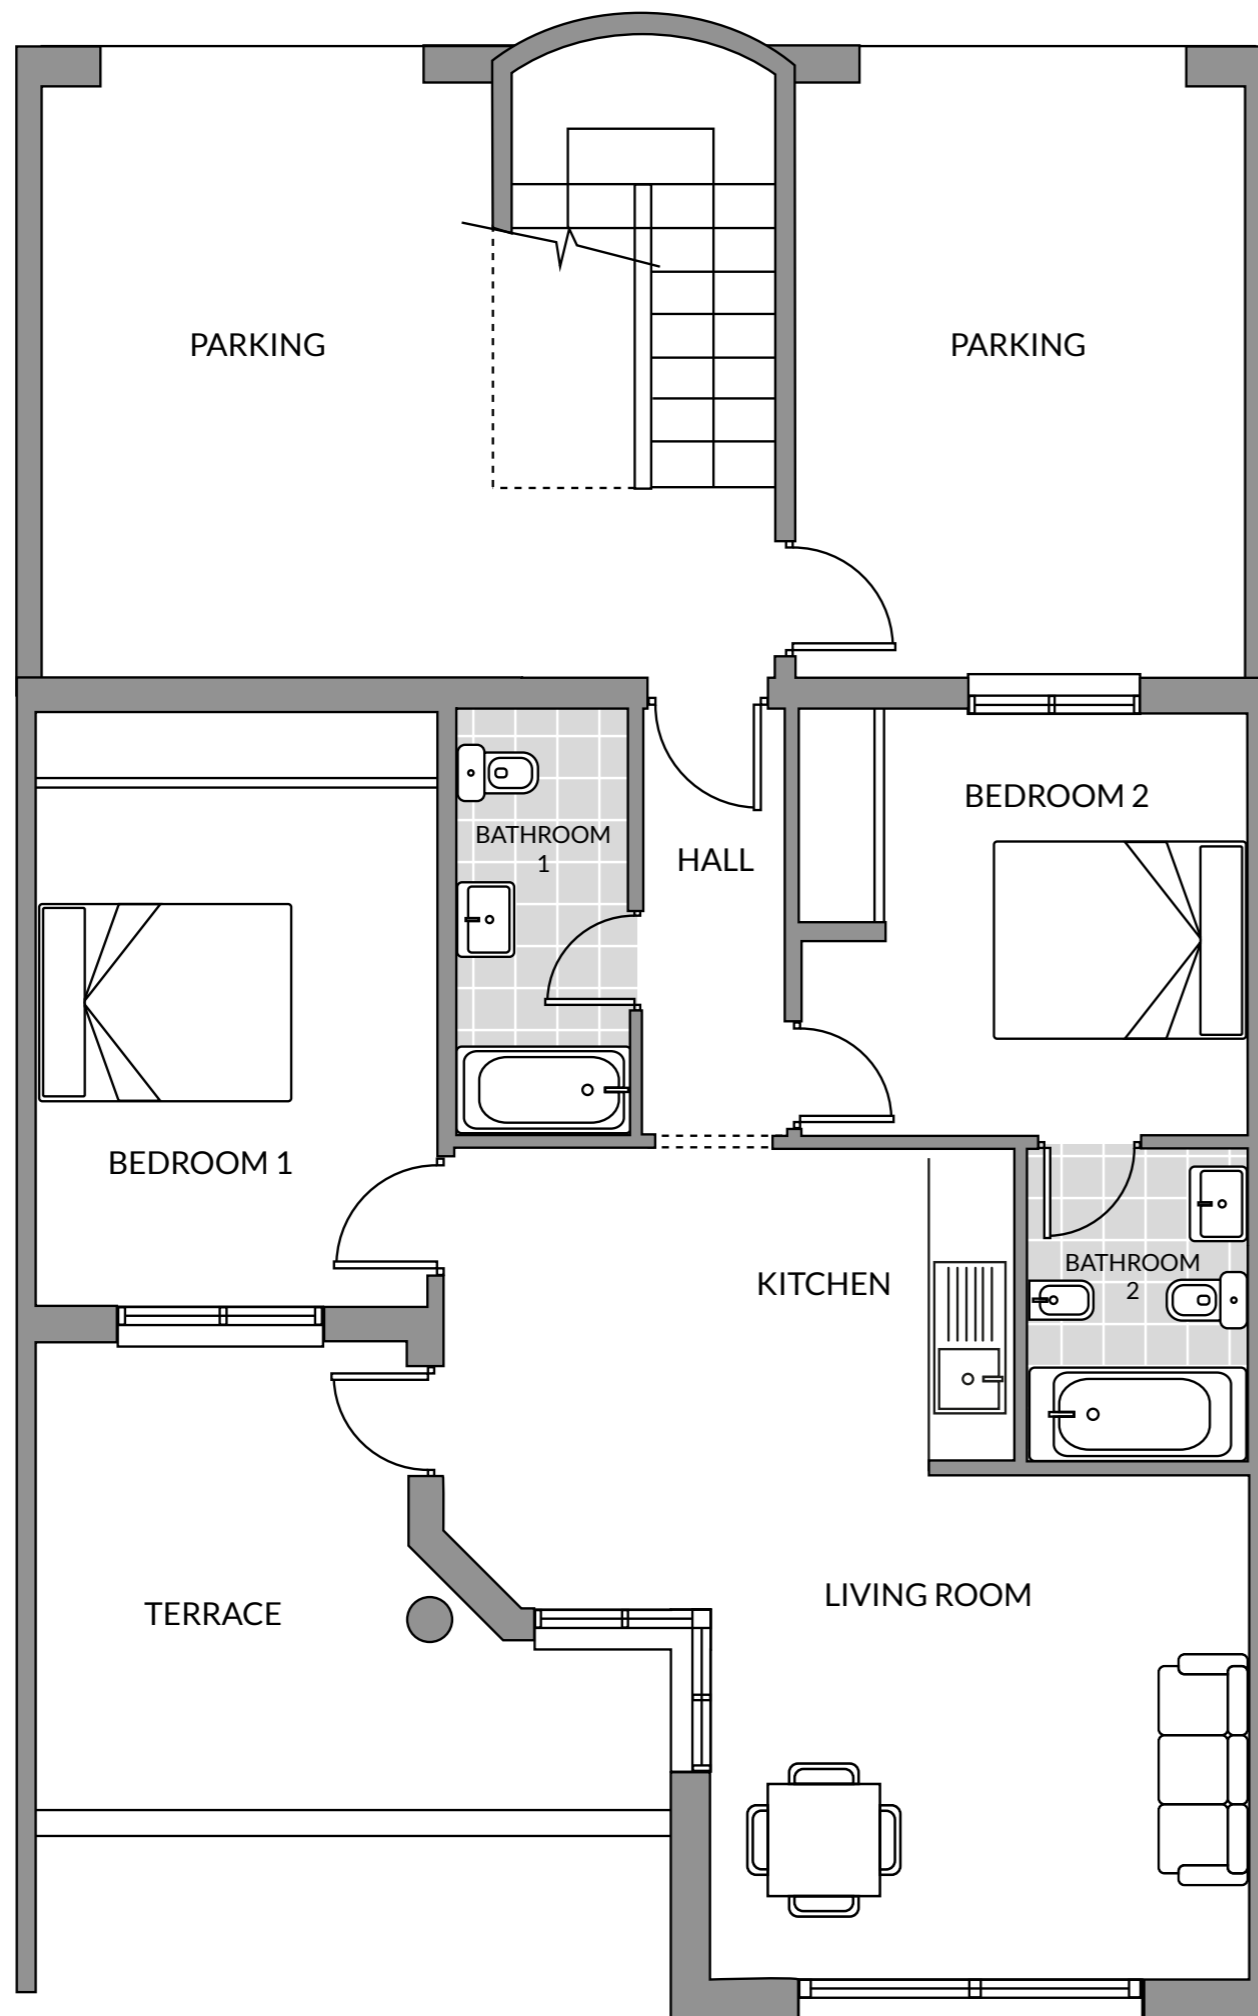 PARKING
PARKING
BEDROOM 2
BATHROOM
1
HALL
BEDROOM 1
KITCHEN
BATHROOM
2
LIVING ROOM
TERRACE